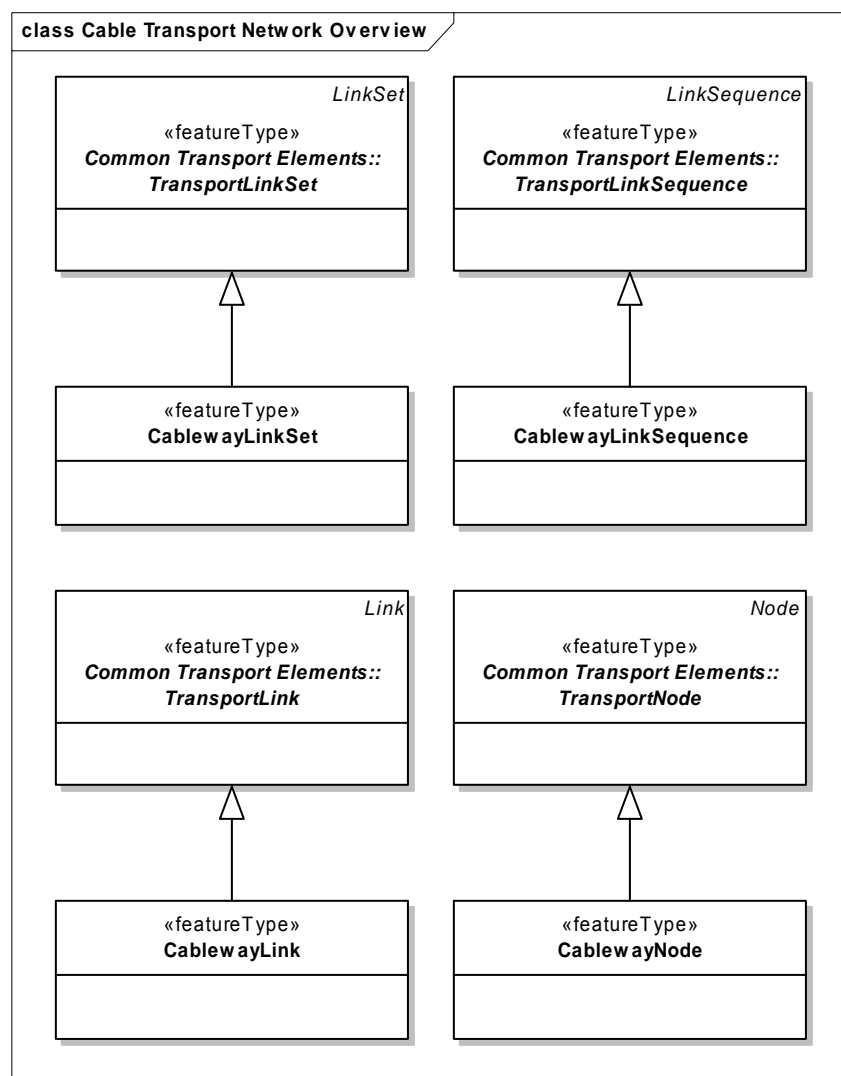 class Cable Transport Network Overview
LinkSet
«featureType»
Common Transport Elements::
TransportLinkSet
LinkSequence
«featureType»
Common Transport Elements::
TransportLinkSequence
«featureType»
CablewayLinkSet
«featureType»
CablewayLinkSequence
Link
«featureType»
Common Transport Elements::
TransportLink
Node
«featureType»
Common Transport Elements::
TransportNode
«featureType»
CablewayLink
«featureType»
CablewayNode